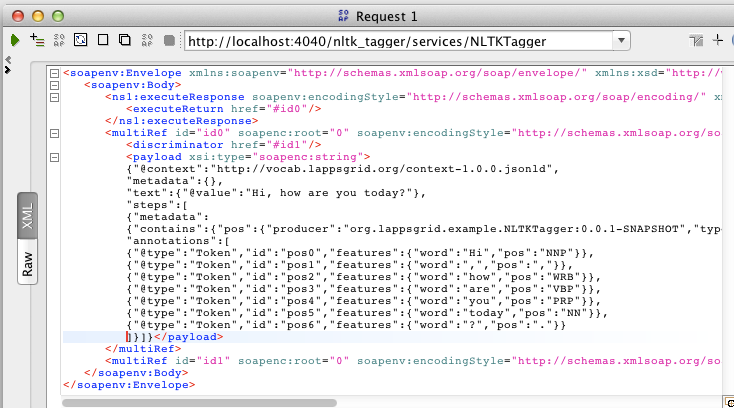 Request 1
http://localhost:4040/nltk_tagger/services/NLTKTagger
<soapenv:Envelope xmlns:soapenv="http://schemas.xmlsoap.org/soap/envelope/" xmlns:xsd="http://
<soapenv:Body>
<ns1:executeResponse soapenv:encodingStyle="http://schemas.xmlsoap.org/soap/encoding/"
<executeReturn href="#id0"/>
</ns1:executeResponse>
<multiRef id="id0" soapenc:root="0" soapenv:encodingStyle="http://schemas.xmlsoap.org/so
<discriminator href="#id1"/>
<payload xsi:type="soapenc:string">
{"@context":"http://vocab.lappsgrid.org/context-1.0.0.jsonld",
"metadata":{},
"text":{"@value":"Hi, how are you today?"},
"steps":[
{"metadata":
{"contains":{"pos":{"producer":"org.lappsgrid.example.NLTKTagger:0.0.1-SNAPSHOT","typ
"annotations":[
{"@type":"Token","id":"pos0","features":{"word":"Hi","pos":"NNP"}},
{"@type":"Token","id":"pos1","features":{"word":",","pos":","}},
{"@type":"Token","id":"pos2","features":{"word":"how","pos":"WRB"}},
{"@type":"Token","id":"pos3","features":{"word":"are","pos":"VBP"}},
{"@type":"Token","id":"pos4","features":{"word":"you","pos":"PRP"}},
{"@type":"Token","id":"pos5","features":{"word":"today","pos":"NN"}},
{"@type":"Token","id":"pos6","features":{"word":"?","pos":"."}}
]}]}</payload>
</multiRef>
<multiRef id="id1" soapenc:root="0" soapenv:encodingStyle="http://schemas.xmlsoap.org/so
</soapenv:Body>
</soapenv:Envelope>
XML
Raw